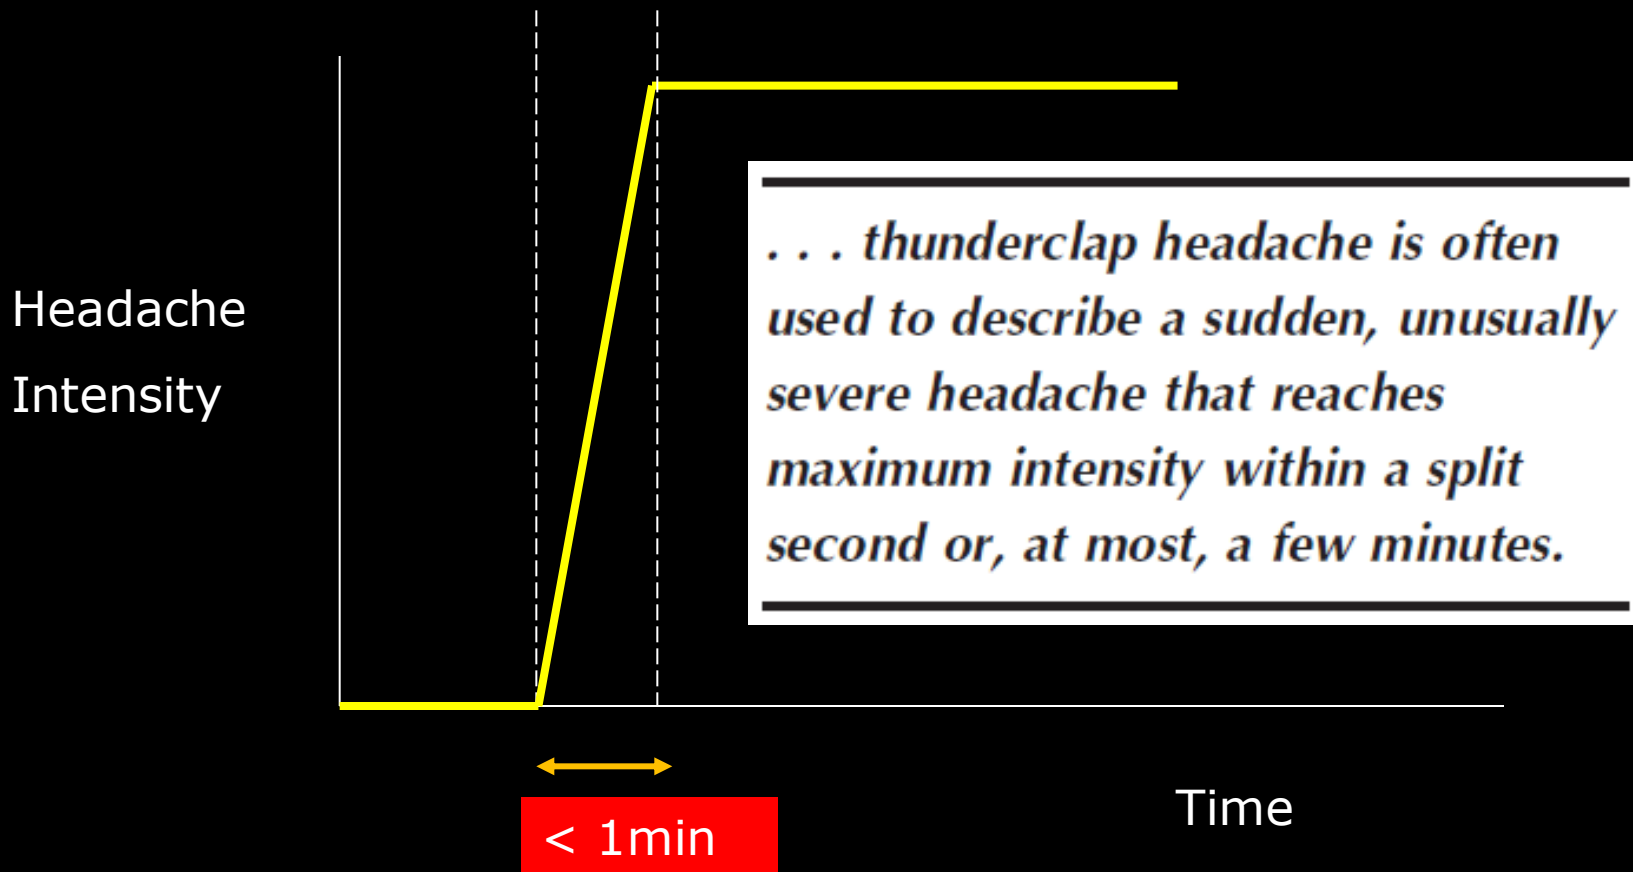 Headache
Intensity
. . . thunderclap headache is often
used to describe a sudden, unusually
severe headache that reaches
maximum intensity within a split
second or, at most, a few minutes.
Time
< 1min